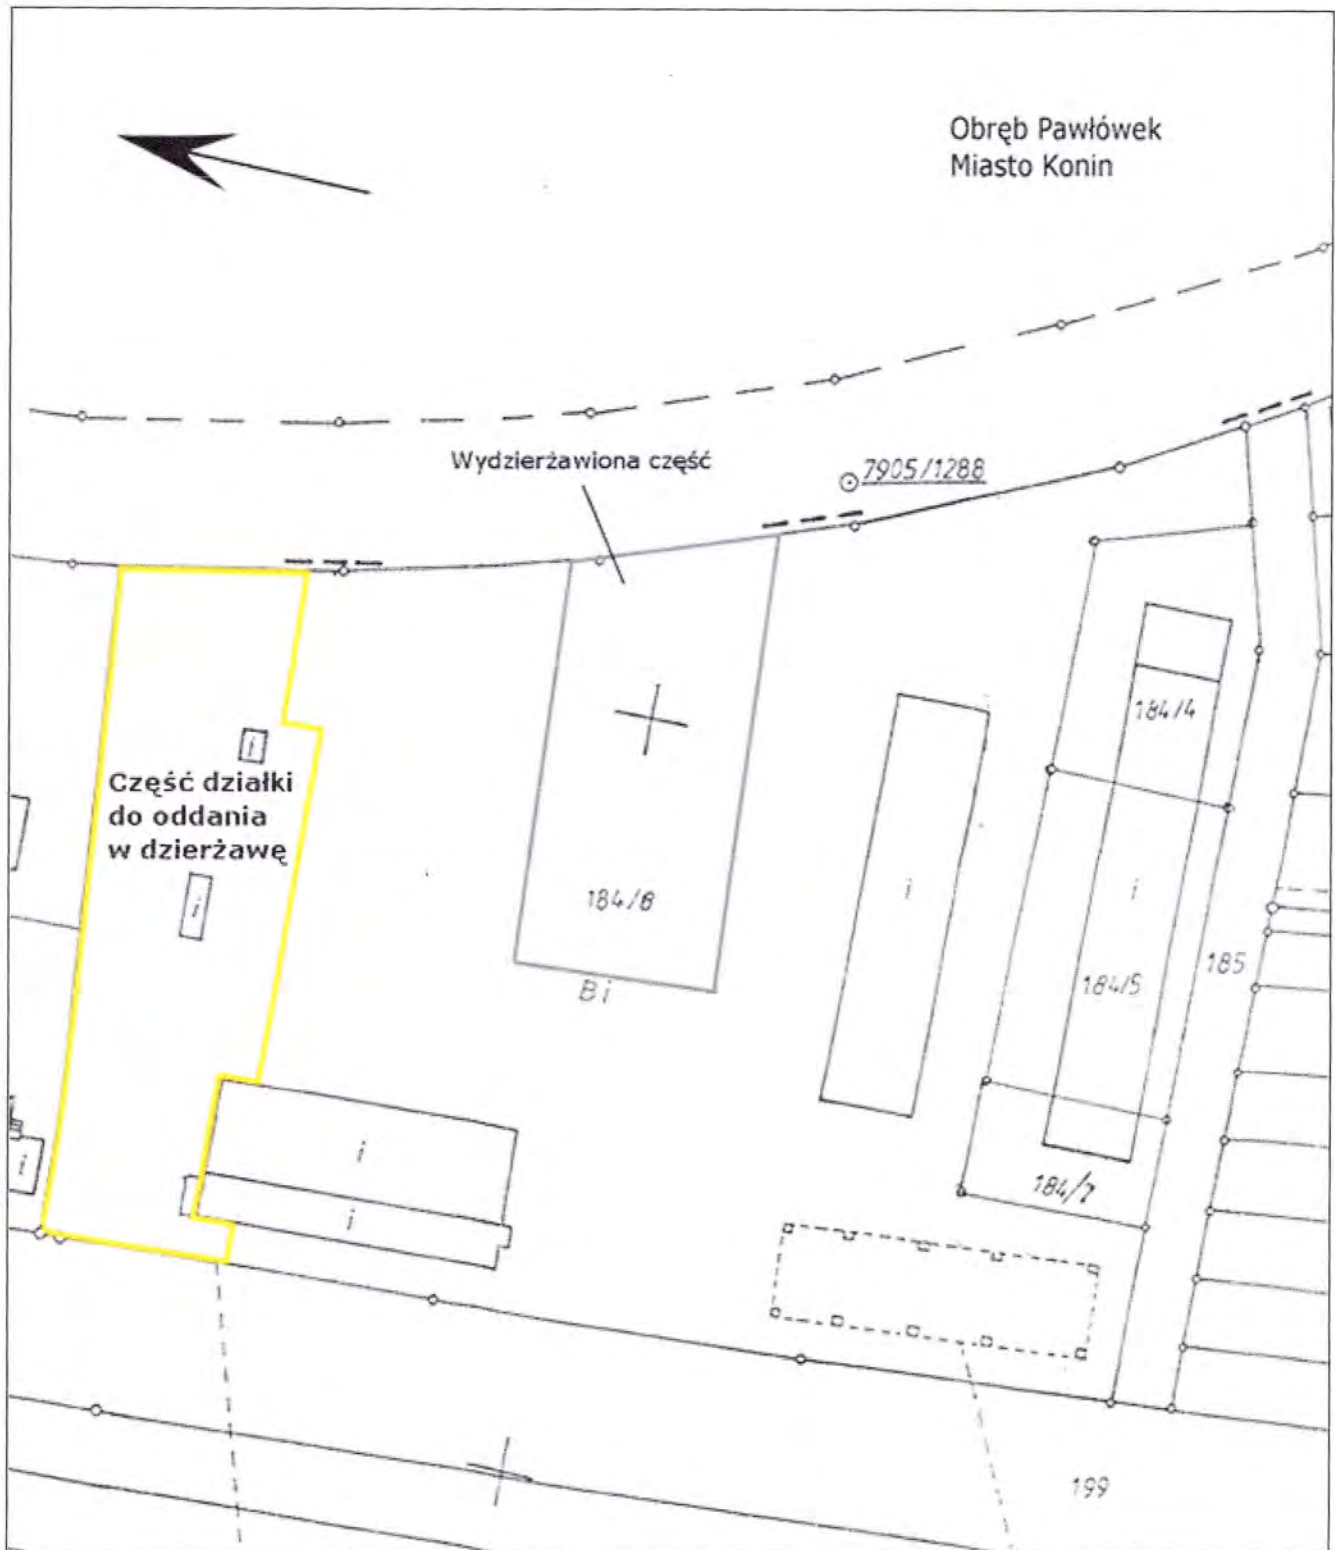 Obręb Pawłówek
Miasto Konin
Wydzierżawiona część
7905/1288
184/4
i
Część działki
do oddania
w dzierżawę
i
184/8
i
i
185
184/5
Bi
i
i
184/7
i
199